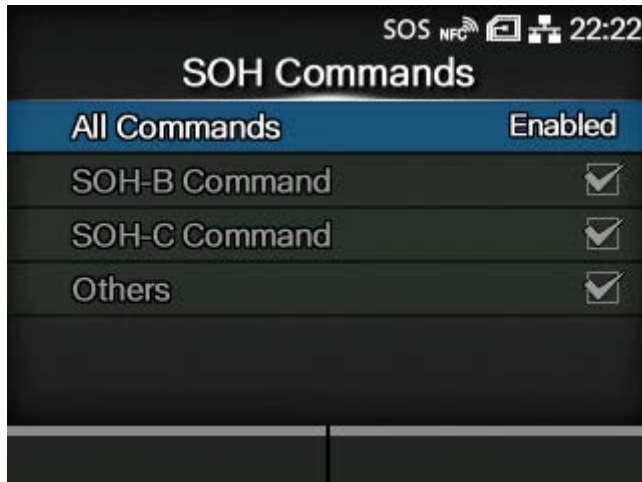 SOS NFC 22:22
SOH Commands
All Commands Enabled
SOH-B Command
SOH-C Command
Others